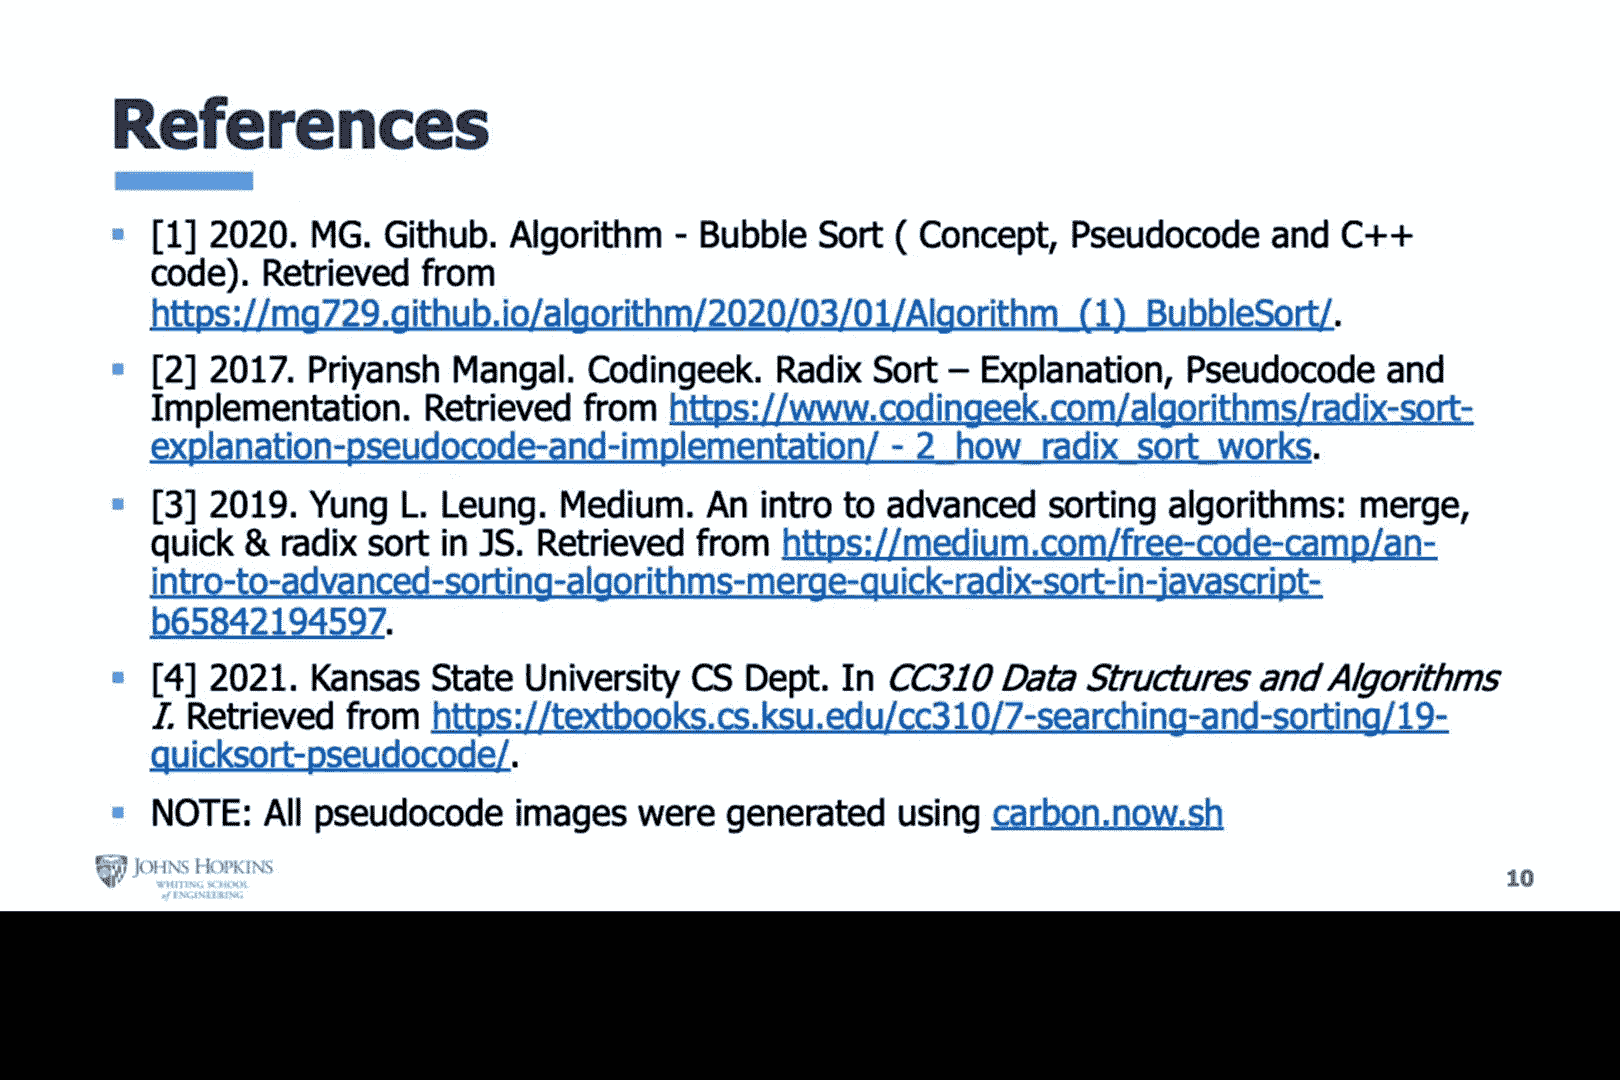 References
[1] 2020. MG. Github. Algorithm - Bubble Sort ( Concept, Pseudocode and C++
code). Retrieved from
https://mg729.github.io/algorithm/2020/03/01/Algorithm_(1)_BubbleSort/.
[2] 2017. Priyansh Mangal. Codingeek. Radix Sort – Explanation, Pseudocode and
Implementation. Retrieved from https://www.codingeek.com/algorithms/radix-sort-
explanation-pseudocode-and-implementation/ - 2_how_radix_sort_works.
[3] 2019. Yung L. Leung. Medium. An intro to advanced sorting algorithms: merge,
quick & radix sort in JS. Retrieved from https://medium.com/free-code-camp/an-
intro-to-advanced-sorting-algorithms-merge-quick-radix-sort-in-javascript-
b65842194597.
[4] 2021. Kansas State University CS Dept. In CC310 Data Structures and Algorithms
I. Retrieved from https://textbooks.cs.ksu.edu/cc310/7-searching-and-sorting/19-
quicksort-pseudocode/.
NOTE: All pseudocode images were generated using carbon.now.sh
JOHNS HOPKINS
WHITING SCHOOL
of ENGINEERING
10